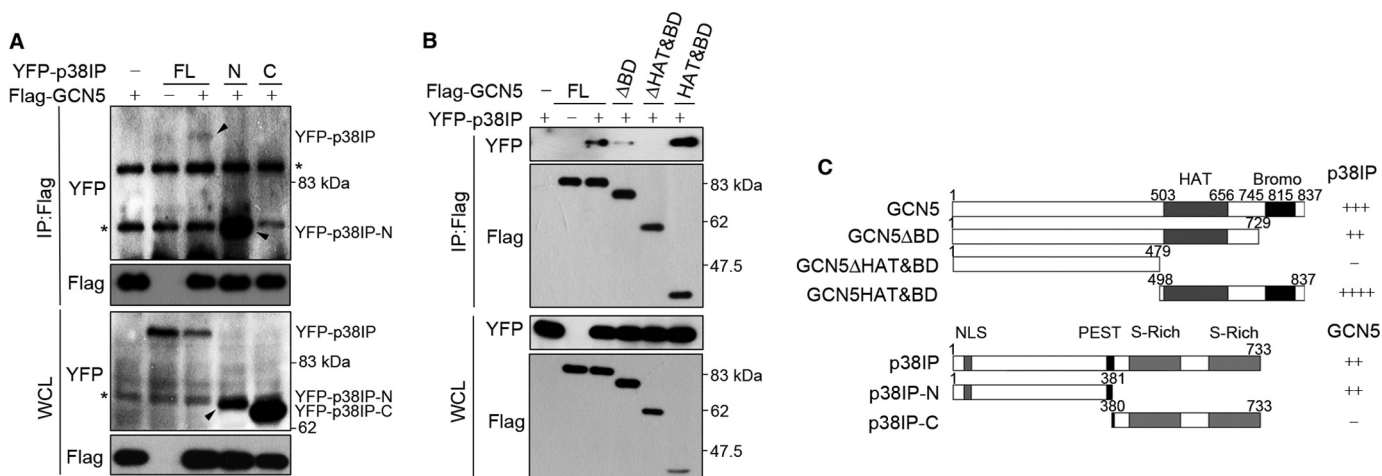 A
YFP-p38IP – FL N C
Flag-GCN5 + – + + +
IP:Flag
YFP
YFP-p38IP
*
83 kDa
* YFP-p38IP-N
Flag
WCL
YFP
YFP-p38IP
83 kDa
* YFP-p38IP-N
YFP-p38IP-C
62
Flag
B
Flag-GCN5 – FL ΔBD ΔHAT&BD HAT&BD
YFP-p38IP + – + + + +
IP:Flag
YFP
Flag
83 kDa
62
47.5
WCL
YFP
Flag
83 kDa
62
47.5
C
HAT Bromo p38IP
1 503 656 745 815 837
GCN5 +++
1 729
GCN5ΔBD ++
1 479
GCN5ΔHAT&BD –
498 837
GCN5HAT&BD ++++
NLS PEST S-Rich S-Rich GCN5
1 733
p38IP ++
1 381
p38IP-N ++
380 733
p38IP-C –